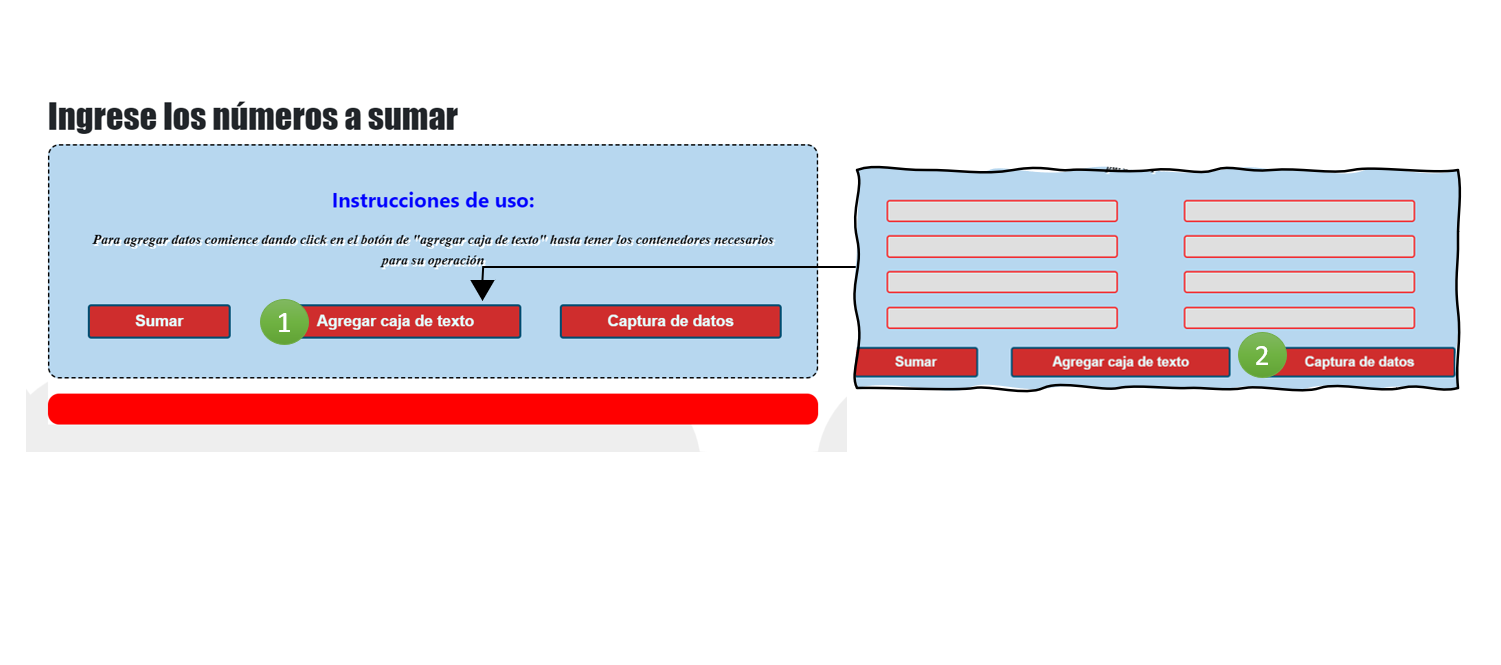 Ingrese los números a sumar
Instrucciones de uso:
Para agregar datos comience dando click en el botón de "agregar caja de texto" hasta tener los contenedores necesarios
para su operación
Sumar
1
Agregar caja de texto
Captura de datos
Sumar
Agregar caja de texto
2
Captura de datos